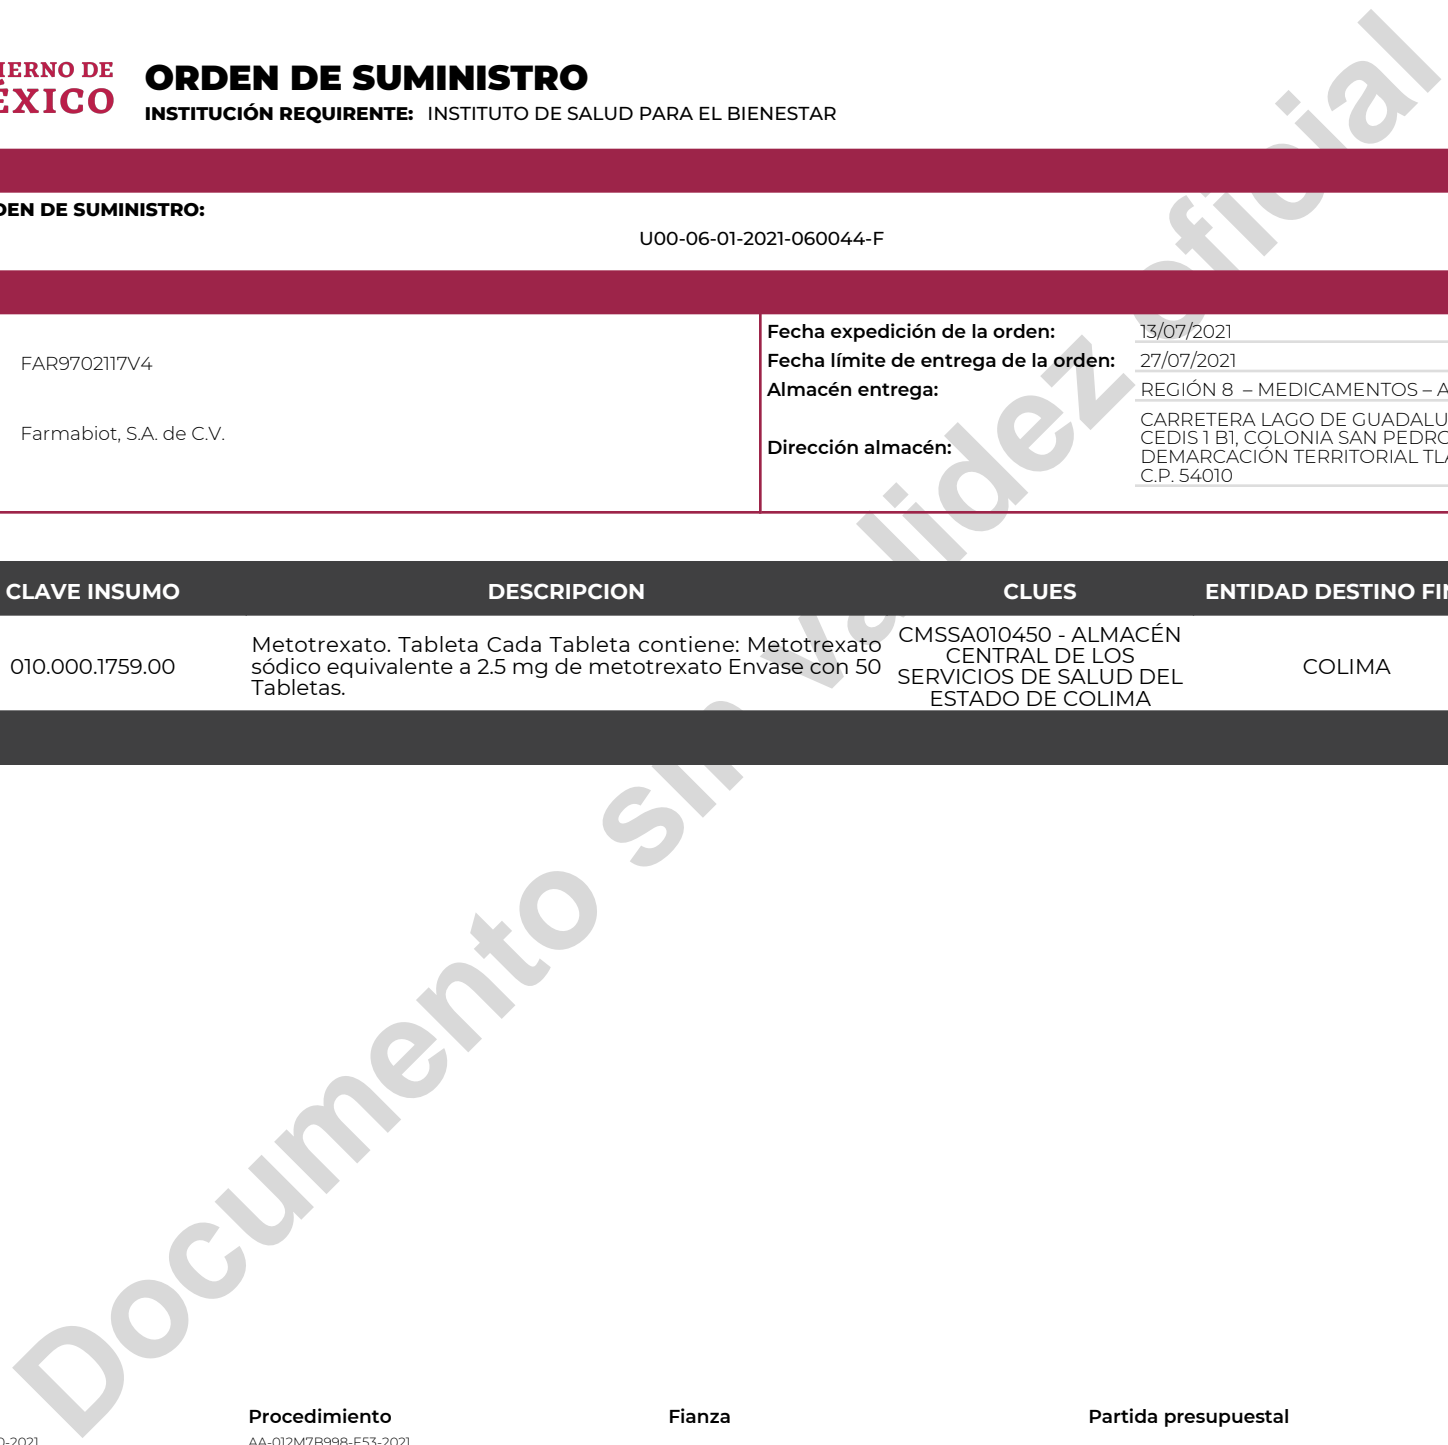 ORDEN DE SUMINISTRO
INSTITUCIÓN REQUIRENTE: INSTITUTO DE SALUD PARA EL BIENESTAR
IERNO DE
ÉXICO
DEN DE SUMINISTRO:
U00-06-01-2021-060044-F
FAR9702117V4
Farmabiot, S.A. de C.V.
Fecha expedición de la orden: 13/07/2021
Fecha límite de entrega de la orden: 27/07/2021
Almacén entrega: REGIÓN 8 – MEDICAMENTOS – A
Dirección almacén:
CARRETERA LAGO DE GUADALU
CEDIS 1 B1, COLONIA SAN PEDRO
DEMARCACIÓN TERRITORIAL TLA
C.P. 54010
CLAVE INSUMO DESCRIPCION CLUES ENTIDAD DESTINO FIN
010.000.1759.00
Metotrexato. Tableta Cada Tableta contiene: Metotrexato
sódico equivalente a 2.5 mg de metotrexato Envase con 50
Tabletas.
CMSSA010450 - ALMACÉN
CENTRAL DE LOS
SERVICIOS DE SALUD DEL
ESTADO DE COLIMA
COLIMA
Documento sin validez oficial
Procedimiento Fianza Partida presupuestal
0-2021 AA-012M7B998-E53-2021